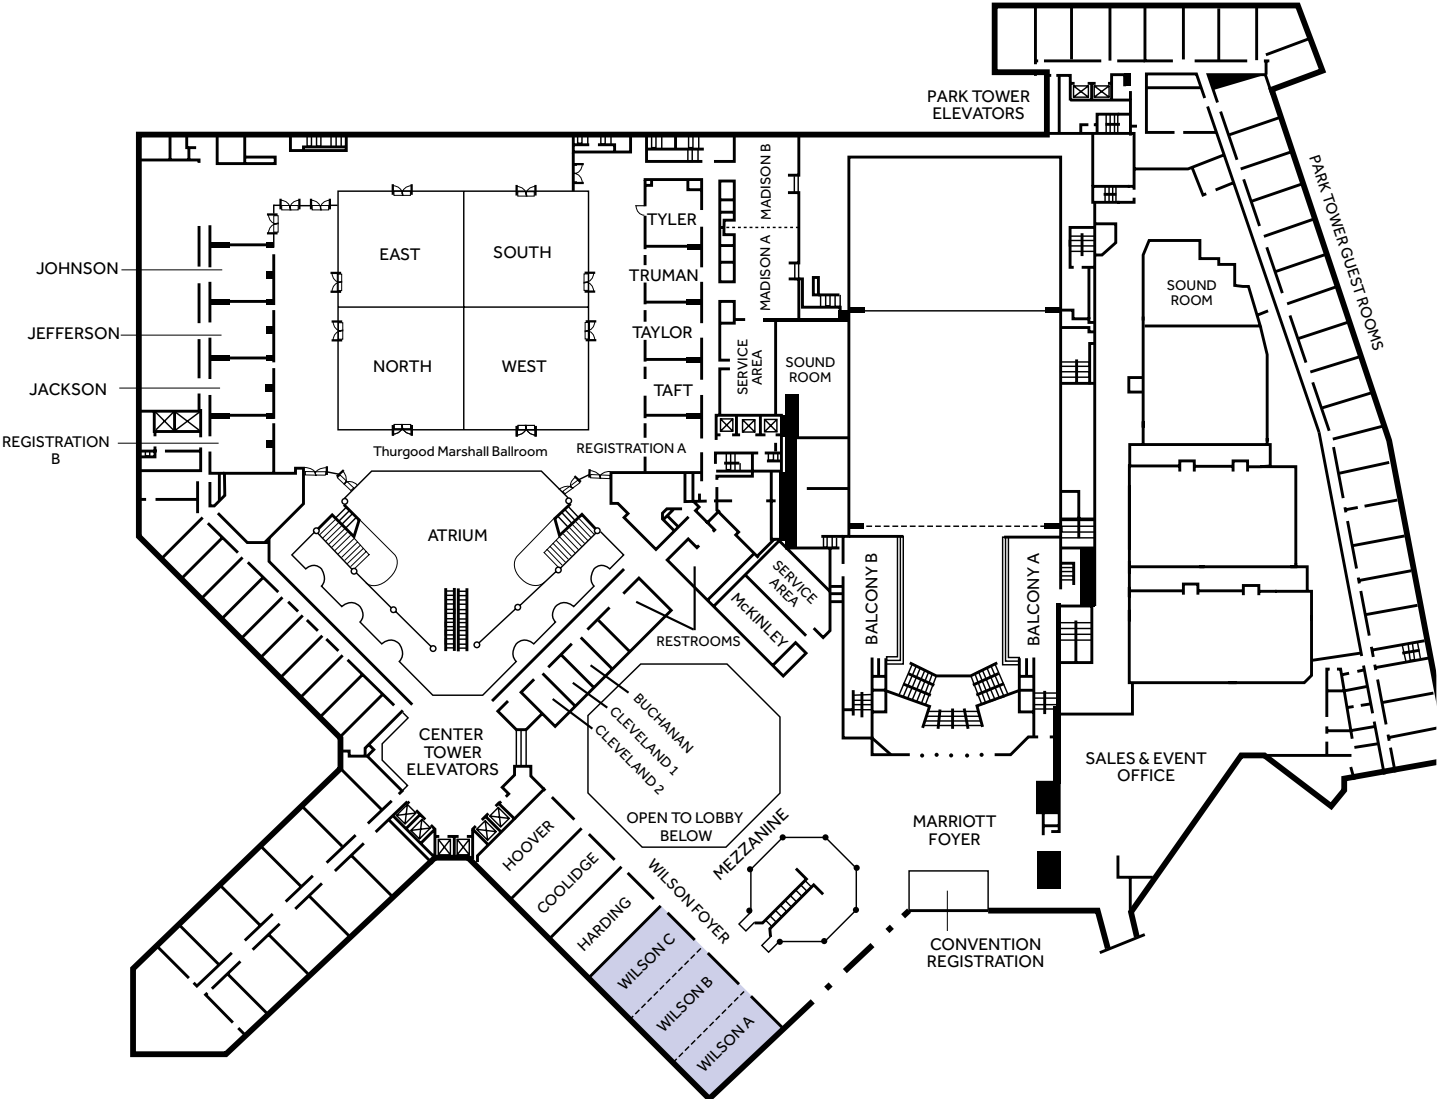 PARK TOWER
ELEVATORS
PARK TOWER GUEST ROOMS
MADISON B
MADISON A
TYLER
TRUMAN
TAYLOR
TAFT
EAST
SOUTH
NORTH
WEST
JOHNSON
JEFFERSON
JACKSON
REGISTRATION
B
Thurgood Marshall Ballroom
REGISTRATION A
SERVICE
AREA
SOUND
ROOM
SOUND
ROOM
ATRIUM
SERVICE
AREA
McKINLEY
RESTROOMS
BALCONY B
BALCONY A
BUCHANAN
CLEVELAND 1
CLEVELAND 2
CENTER
TOWER
ELEVATORS
OPEN TO LOBBY
BELOW
MEZZANINE
SALES & EVENT
OFFICE
MARRIOTT
FOYER
HOOVER
COOLIDGE
HARDING
WILSON FOYER
WILSON C
WILSON B
WILSON A
CONVENTION
REGISTRATION